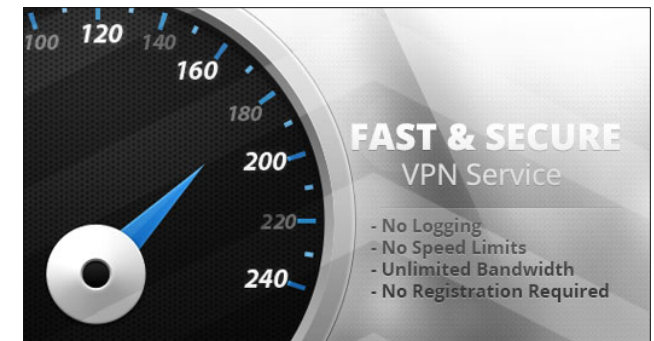 100
120
140
160
180
200
220
240
FAST & SECURE
VPN Service
- No Logging
- No Speed Limits
- Unlimited Bandwidth
- No Registration Required